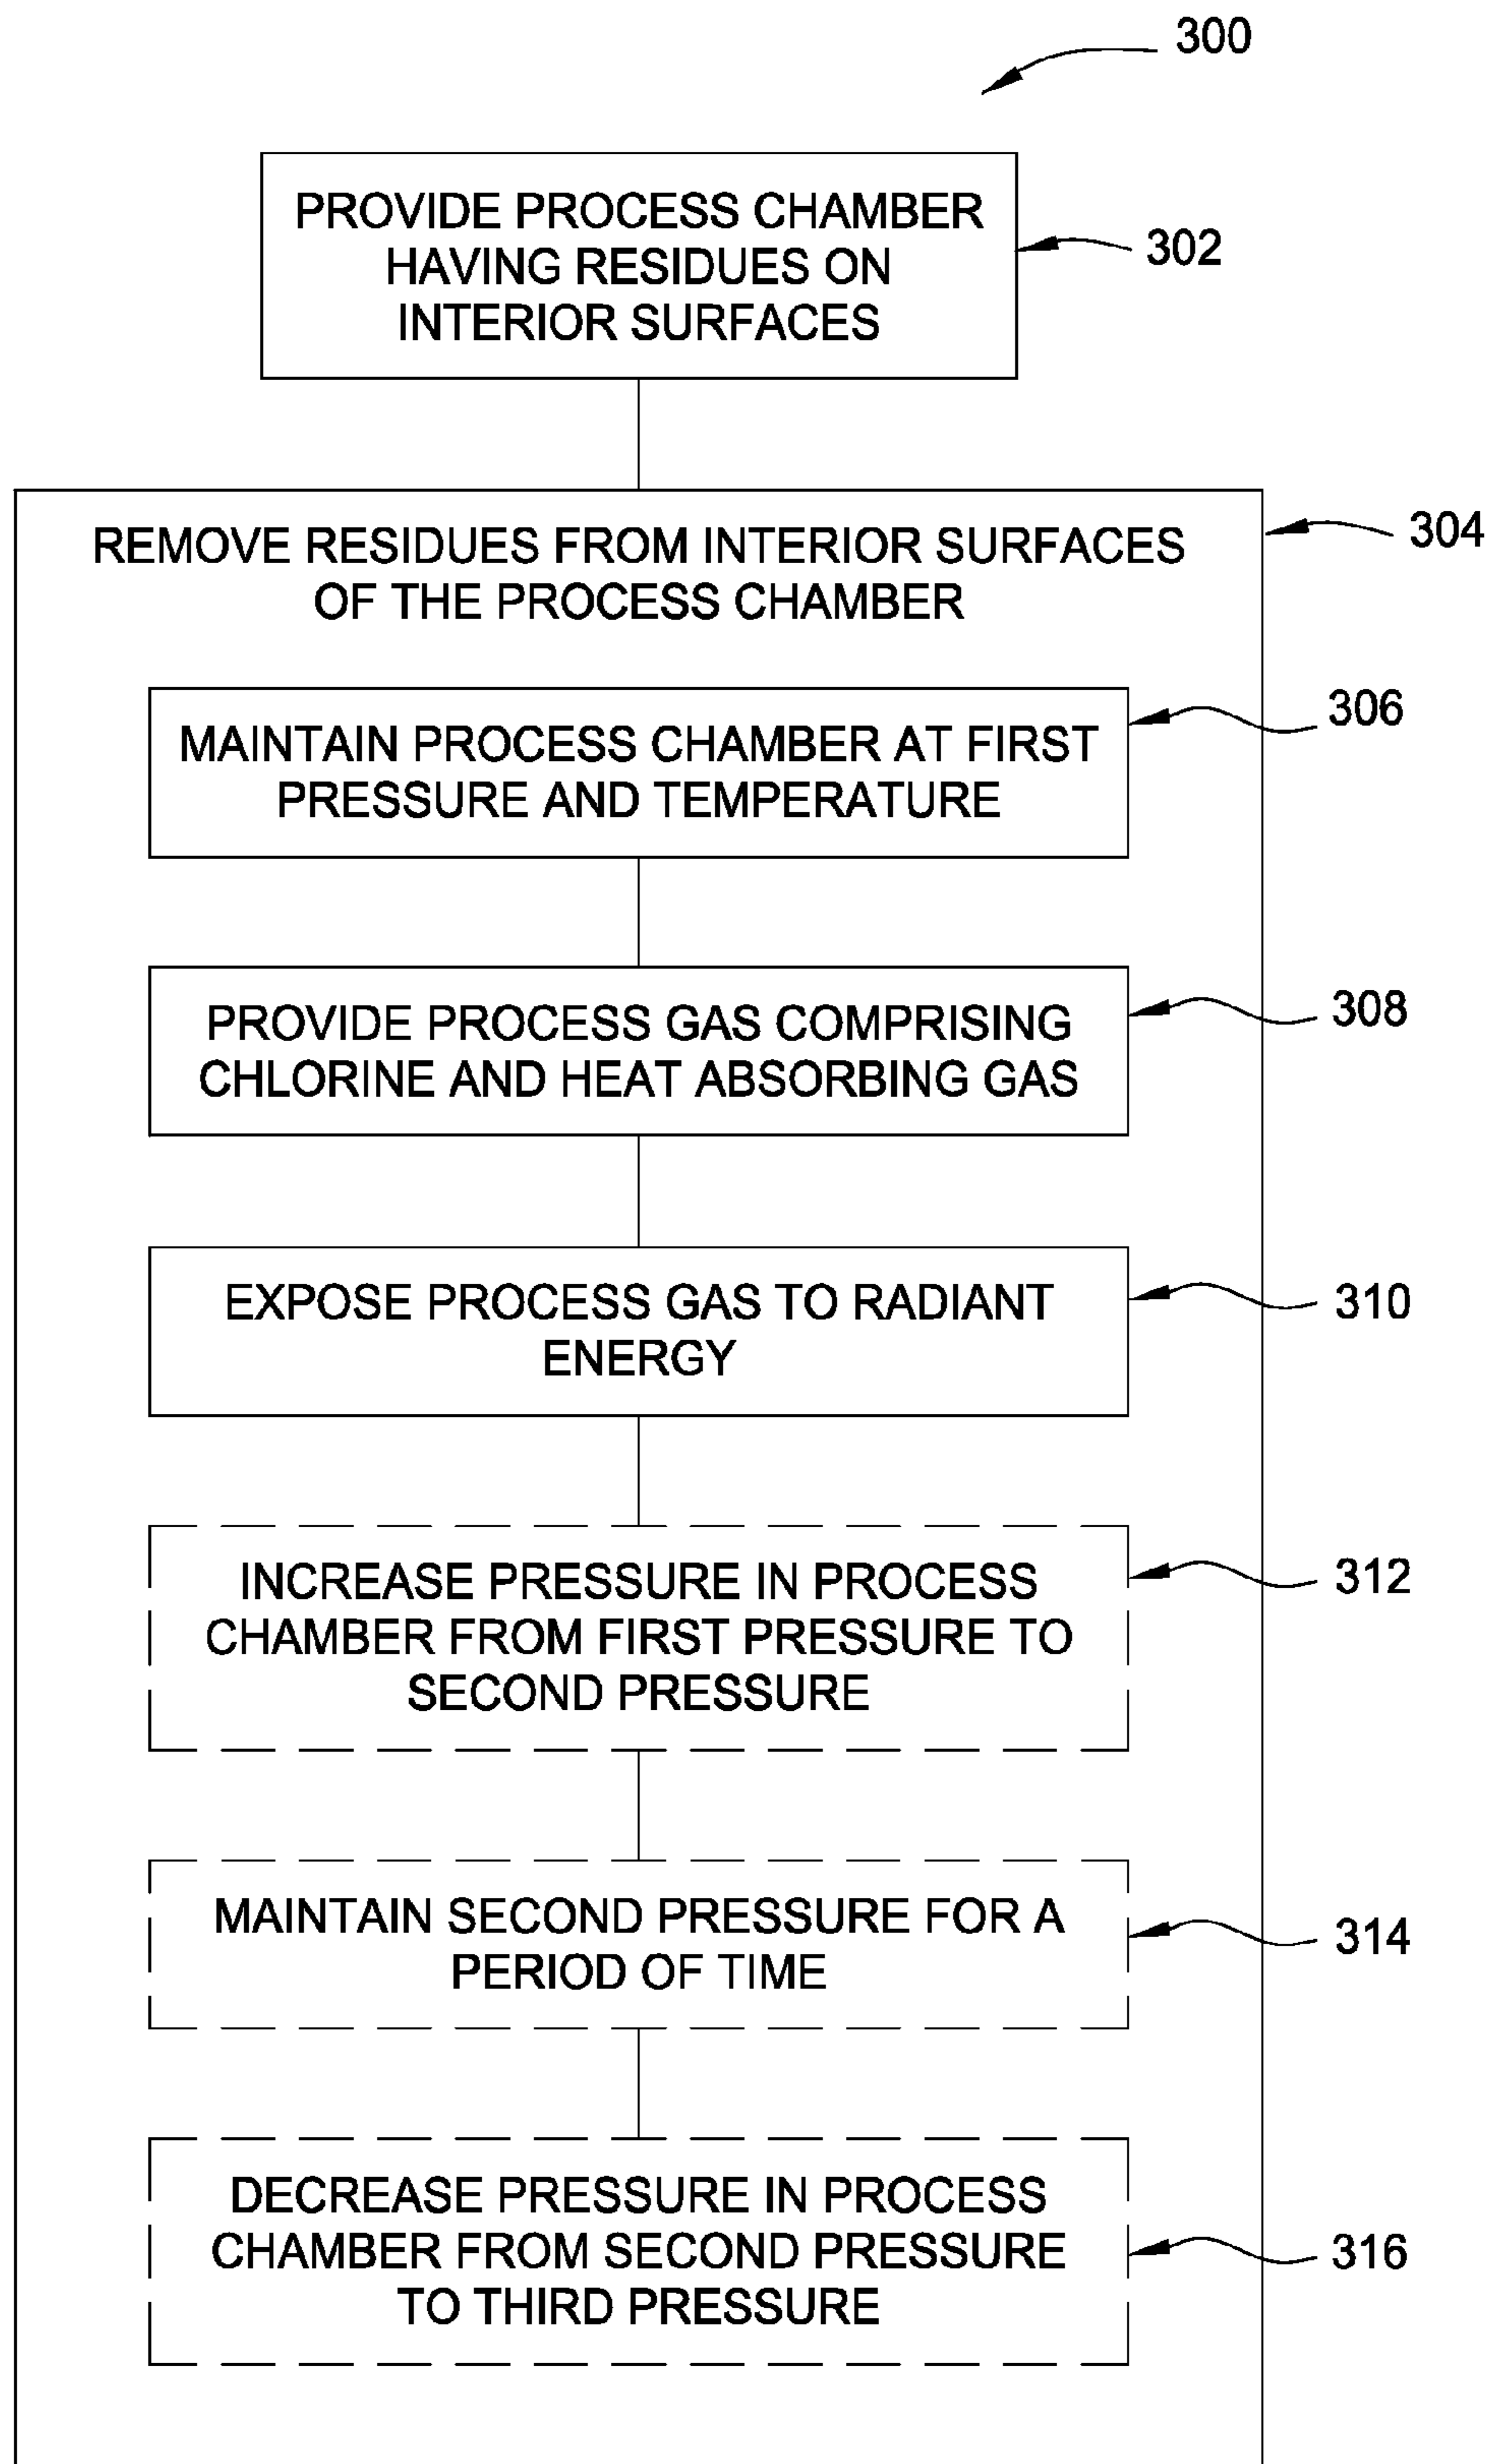 300
PROVIDE PROCESS CHAMBER
HAVING RESIDUES ON
INTERIOR SURFACES
302
REMOVE RESIDUES FROM INTERIOR SURFACES
OF THE PROCESS CHAMBER
304
MAINTAIN PROCESS CHAMBER AT FIRST
PRESSURE AND TEMPERATURE
306
PROVIDE PROCESS GAS COMPRISING
CHLORINE AND HEAT ABSORBING GAS
308
EXPOSE PROCESS GAS TO RADIANT
ENERGY
310
INCREASE PRESSURE IN PROCESS
CHAMBER FROM FIRST PRESSURE TO
SECOND PRESSURE
312
MAINTAIN SECOND PRESSURE FOR A
PERIOD OF TIME
314
DECREASE PRESSURE IN PROCESS
CHAMBER FROM SECOND PRESSURE
TO THIRD PRESSURE
316